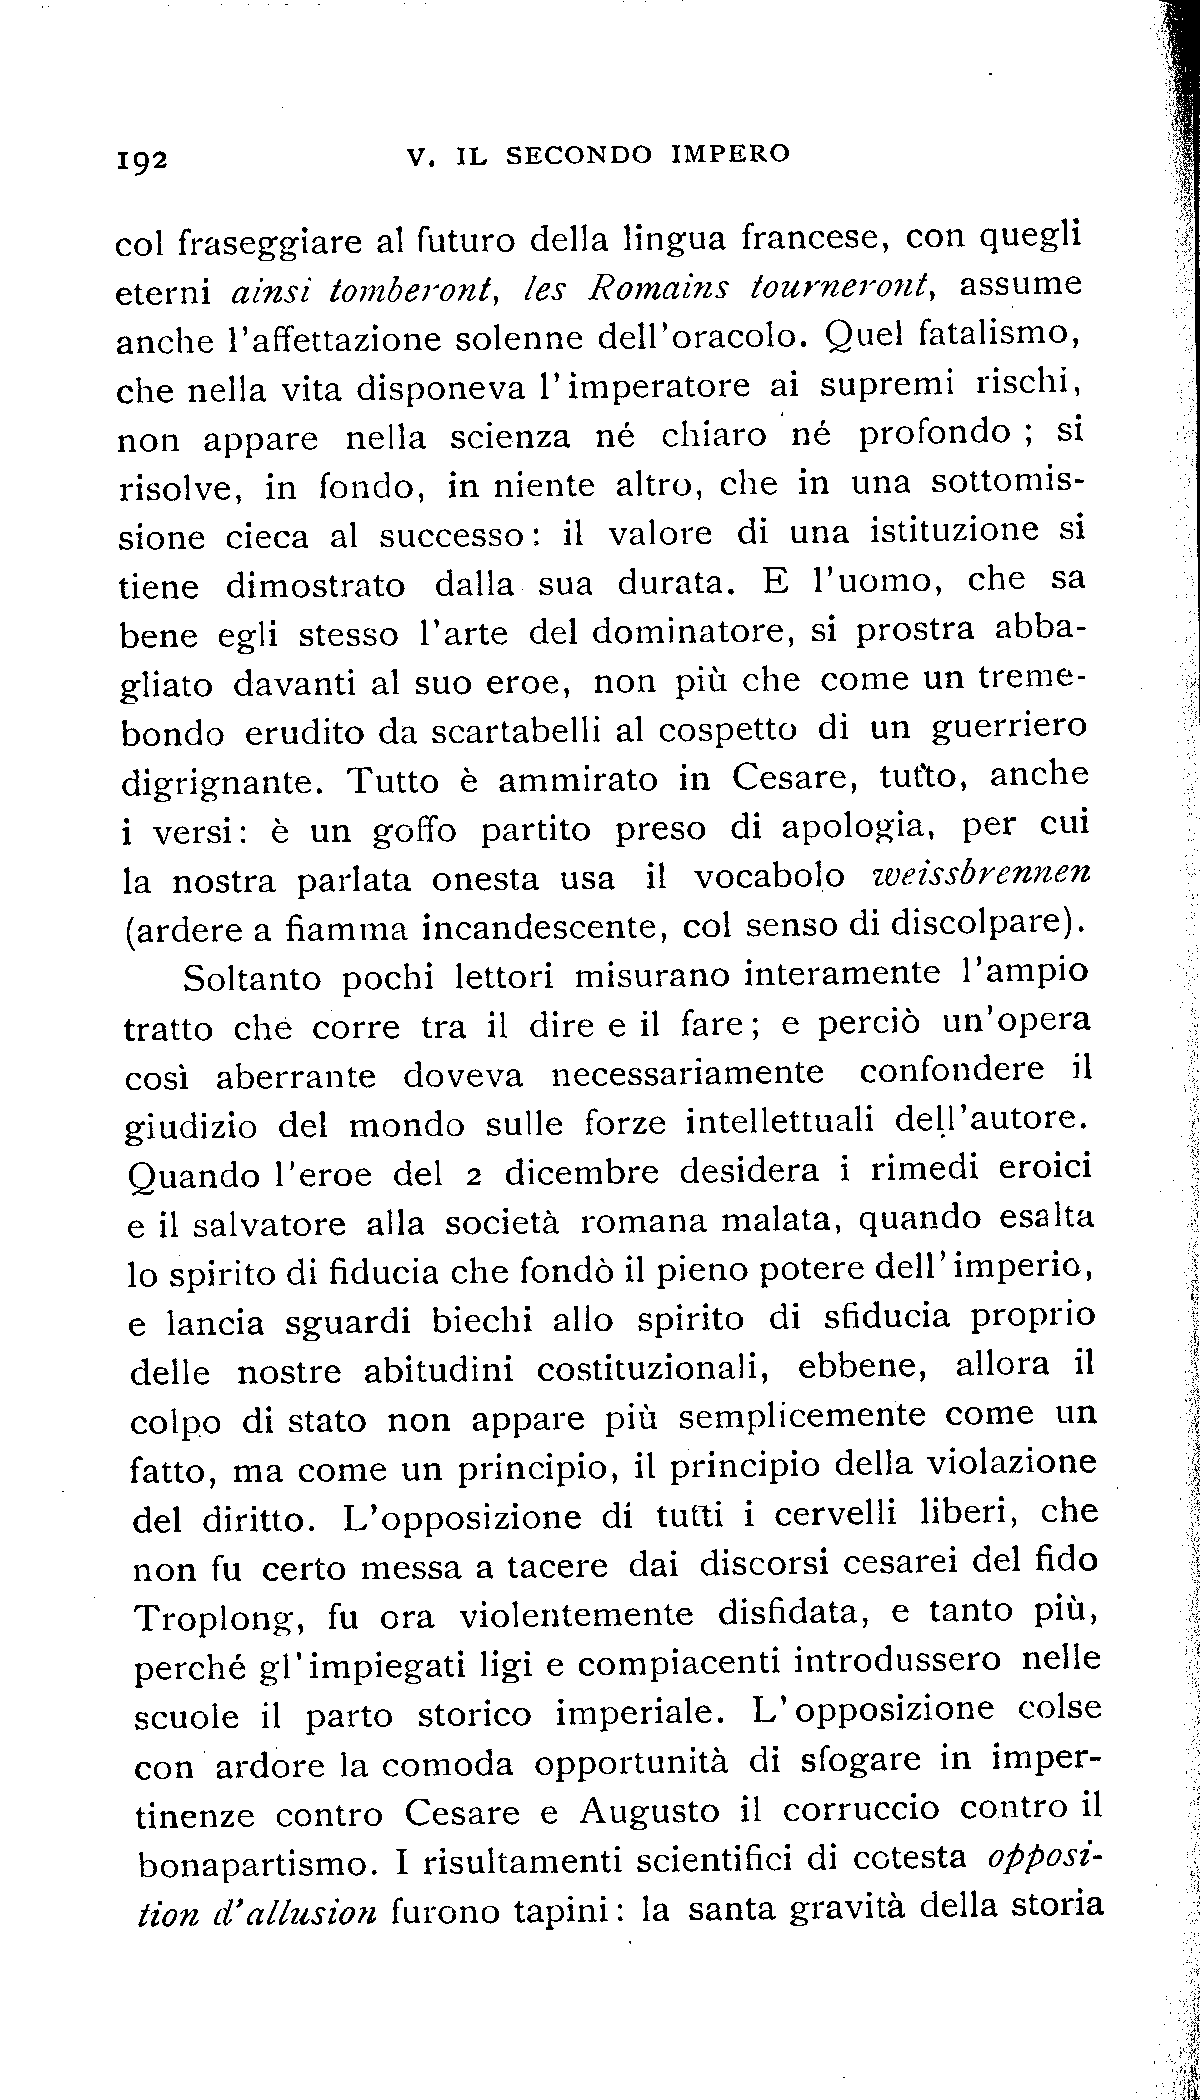 192 V. IL SECONDO IMPERO
col fraseggiare al futuro della lingua francese, con quegli
eterni ainsi tomberont, les Romains tourneront, assume
anche l'affettazione solenne dell'oracolo. Quel fatalismo,
che nella vita disponeva l'imperatore ai supremi rischi,
non appare nella scienza né chiaro né profondo; si
risolve, in fondo, in niente altro, che in una sottomis-
sione cieca al successo: il valore di una istituzione si
tiene dimostrato dalla sua durata. E l'uomo, che sa
bene egli stesso l'arte del dominatore, si prostra abba-
gliato davanti al suo eroe, non più che come un treme-
bondo erudito da scartabelli al cospetto di un guerriero
digrignante. Tutto è ammirato in Cesare, tutto, anche
i versi: è un goffo partito preso di apologia, per cui
la nostra parlata onesta usa il vocabolo weissbrennen
(ardere a fiamma incandescente, col senso di discolpare).
Soltanto pochi lettori misurano interamente l'ampio
tratto che corre tra il dire e il fare; e perciò un'opera
così aberrante doveva necessariamente confondere il
giudizio del mondo sulle forze intellettuali dell'autore.
Quando l'eroe del 2 dicembre desidera i rimedi eroici
e il salvatore alla società romana malata, quando esalta
lo spirito di fiducia che fondò il pieno potere dell'imperio,
e lancia sguardi biechi allo spirito di sfiducia proprio
delle nostre abitudini costituzionali, ebbene, allora il
colpo di stato non appare più semplicemente come un
fatto, ma come un principio, il principio della violazione
del diritto. L'opposizione di tutti i cervelli liberi, che
non fu certo messa a tacere dai discorsi cesarei del fido
Troplong, fu ora violentemente disfidata, e tanto più,
perché gl'impiegati ligi e compiacenti introdussero nelle
scuole il parto storico imperiale. L'opposizione colse
con ardore la comoda opportunità di sfogare in imper-
tinenze contro Cesare e Augusto il corruccio contro il
bonapartismo. I risultamenti scientifici di cotesta opposi-
tion d'allusion furono tapini: la santa gravità della storia